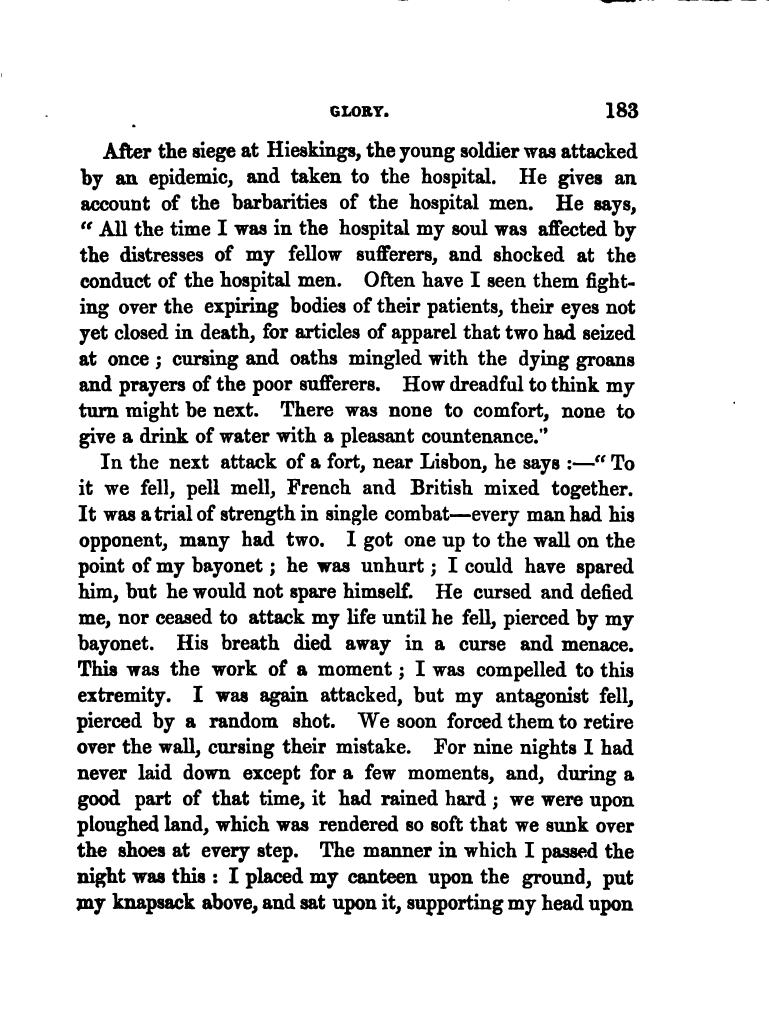 GLORY. 183
After the siege at Hieskings, the young soldier was attacked
by an epidemic, and taken to the hospital. He gives an
account of the barbarities of the hospital men. He says,
“ All the time I was in the hospital my soul was affected by
the distresses of my fellow sufferers, and shocked at the
conduct of the hospital men. Often have I seen them fight-
ing over the expiring bodies of their patients, their eyes not
yet closed in death, for articles of apparel that two had seized
at once ; cursing and oaths mingled with the dying groans
and prayers of the poor sufferers. How dreadful to think my
turn might be next. There was none to comfort, none to
give a drink of water with a pleasant countenance.”
In the next attack of a fort, near Lisbon, he says :—“ To
it we fell, pell mell, French and British mixed together.
It was a trial of strength in single combat—every man had his
opponent, many had two. I got one up to the wall on the
point of my bayonet ; he was unhurt ; I could have spared
him, but he would not spare himself. He cursed and defied
me, nor ceased to attack my life until he fell, pierced by my
bayonet. His breath died away in a curse and menace.
This was the work of a moment ; I was compelled to this
extremity. I was again attacked, but my antagonist fell,
pierced by a random shot. We soon forced them to retire
over the wall, cursing their mistake. For nine nights I had
never laid down except for a few moments, and, during a
good part of that time, it had rained hard ; we were upon
ploughed land, which was rendered so soft that we sunk over
the shoes at every step. The manner in which I passed the
night was this : I placed my canteen upon the ground, put
my knapsack above, and sat upon it, supporting my head upon